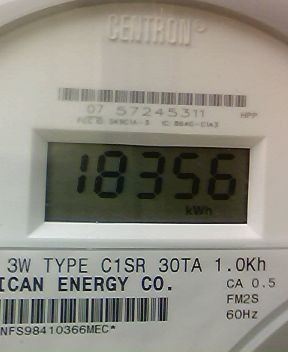 CENTRON®
07 57245311 HPP
18356
kWh
3W TYPE C1SR 30TA 1.0Kh
ICAN ENERGY CO. CA 0.5
FM2S
NFS98410366MEC* 60Hz